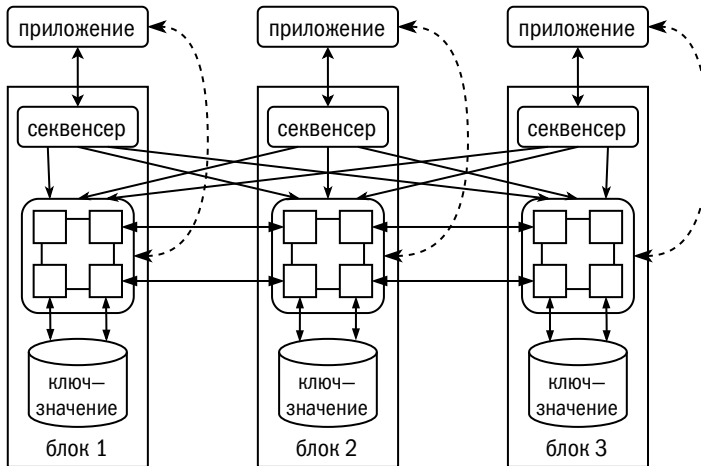 приложение
приложение
приложение
секвенсер
секвенсер
секвенсер
ключ–
значение
ключ–
значение
ключ–
значение
блок 1
блок 2
блок 3